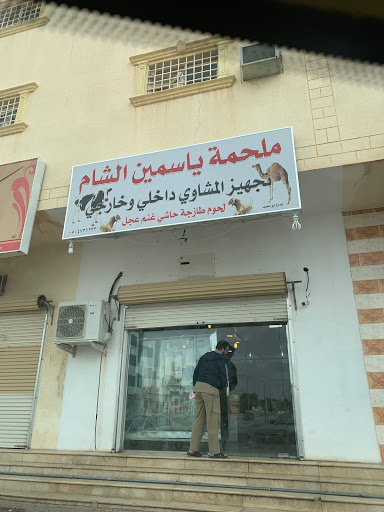 ملحمة ياسمين الشام
تجهيز المشاوي داخلي وخارجي
لحوم طازجة حاشي غنم عجل